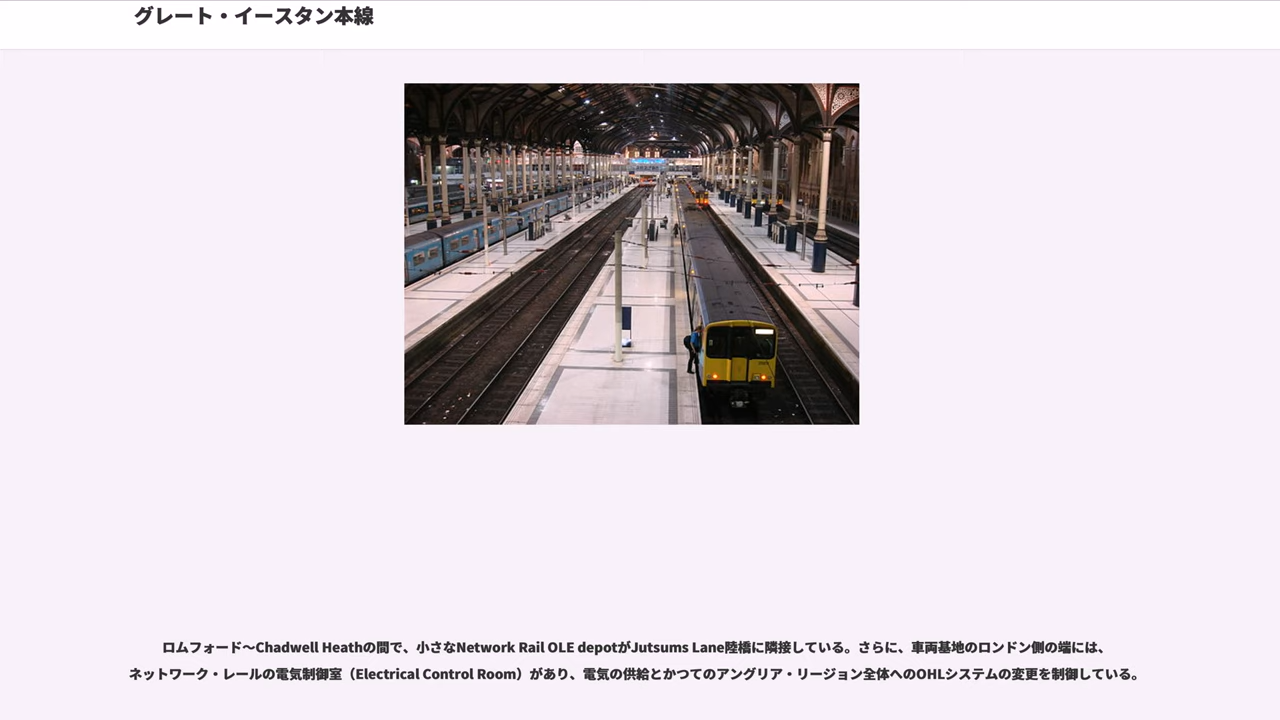 グレート・イースタン本線
ロムフォード〜Chadwell Heathの間で、小さなNetwork Rail OLE depotがJutsums Lane陸橋に隣接している。さらに、車両基地のロンドン側の端には、
ネットワーク・レールの電気制御室（Electrical Control Room）があり、電気の供給とかつてのアングリア・リージョン全体へのOHLシステムの変更を制御している。